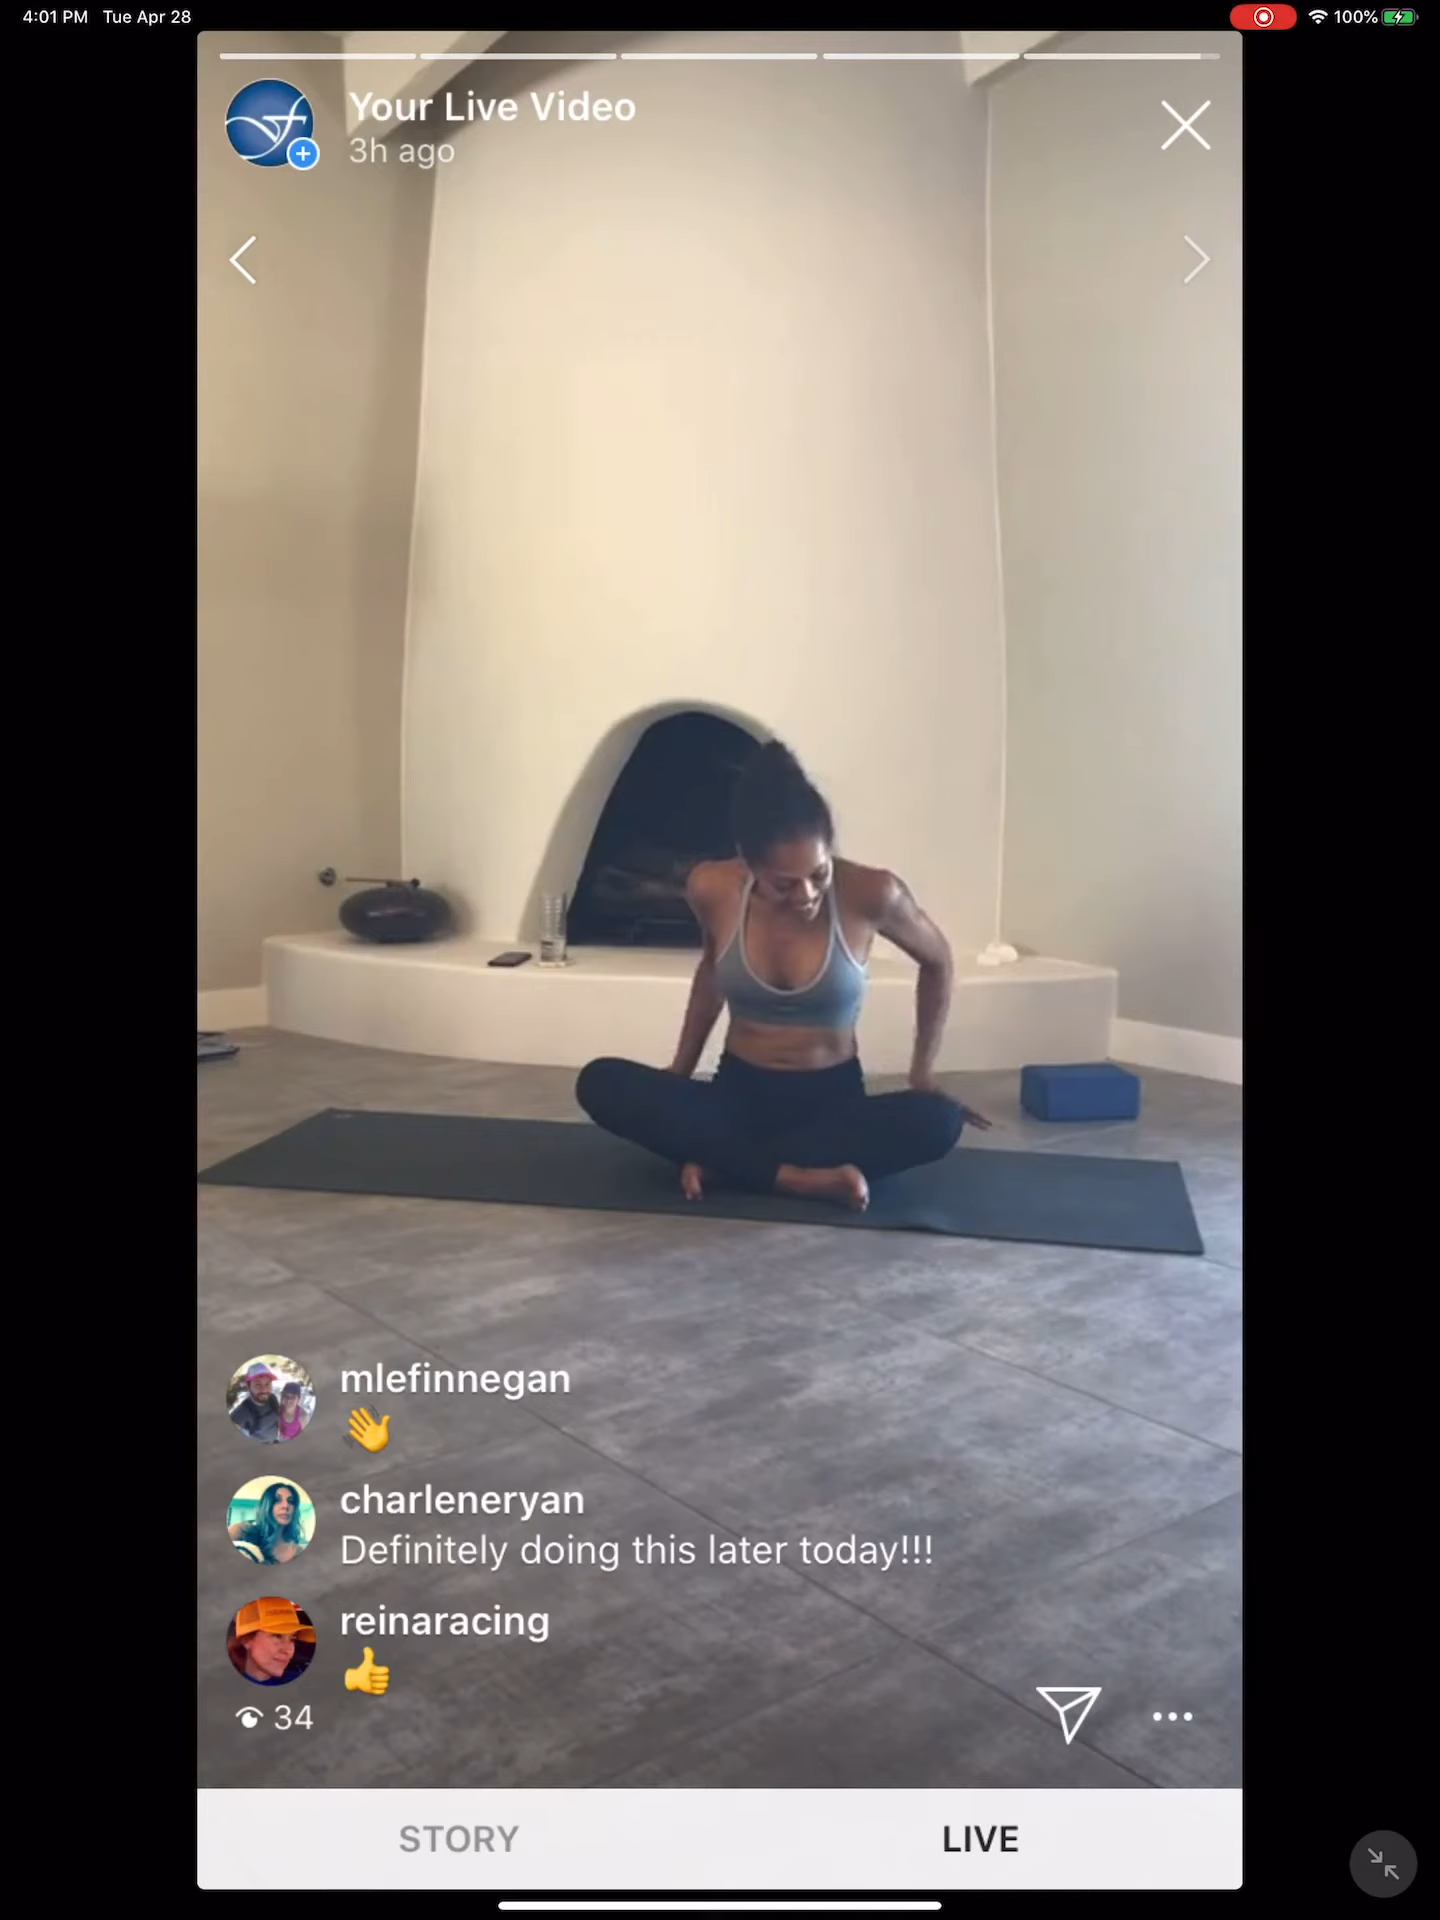 4:01 PM Tue Apr 28
100%
Your Live Video
3h ago
mlefinnegan
👋
charleneryan
Definitely doing this later today!!!
reinaracing
👍
34
STORY
LIVE